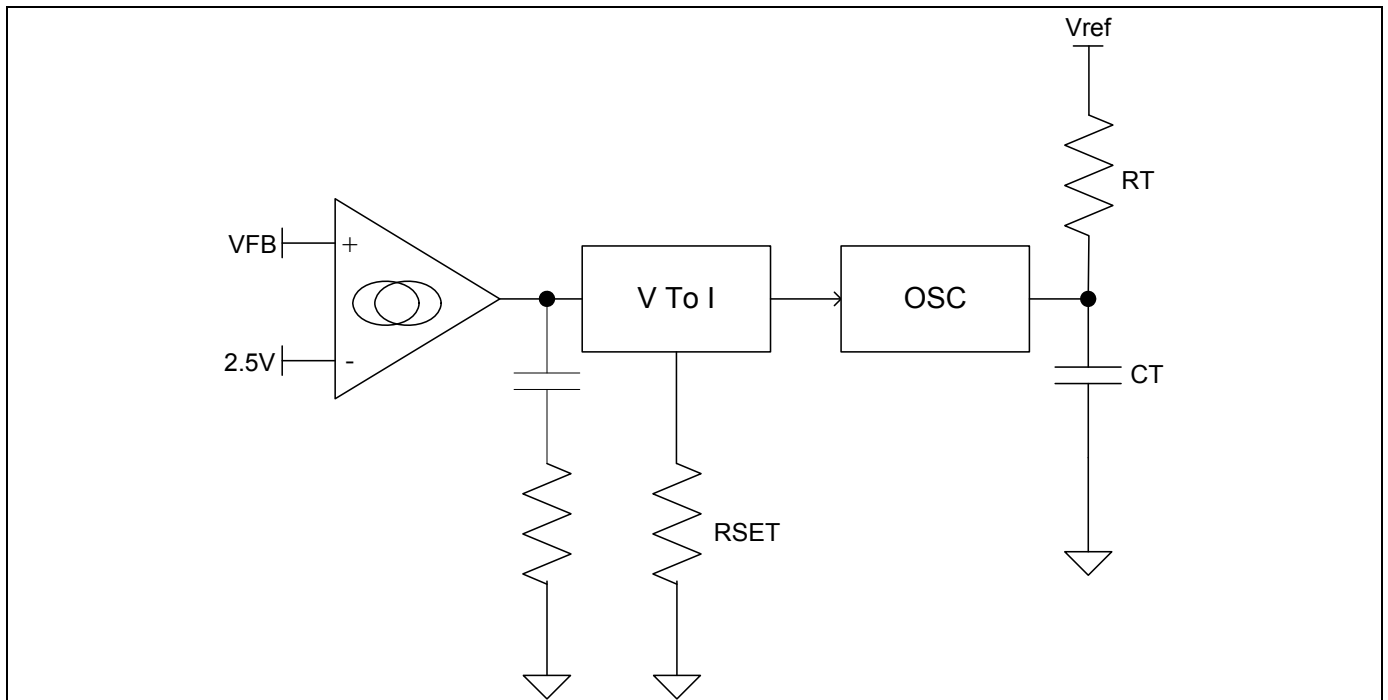 Vref
RT
VFB
+
V To I
OSC
2.5V
-
CT
RSET